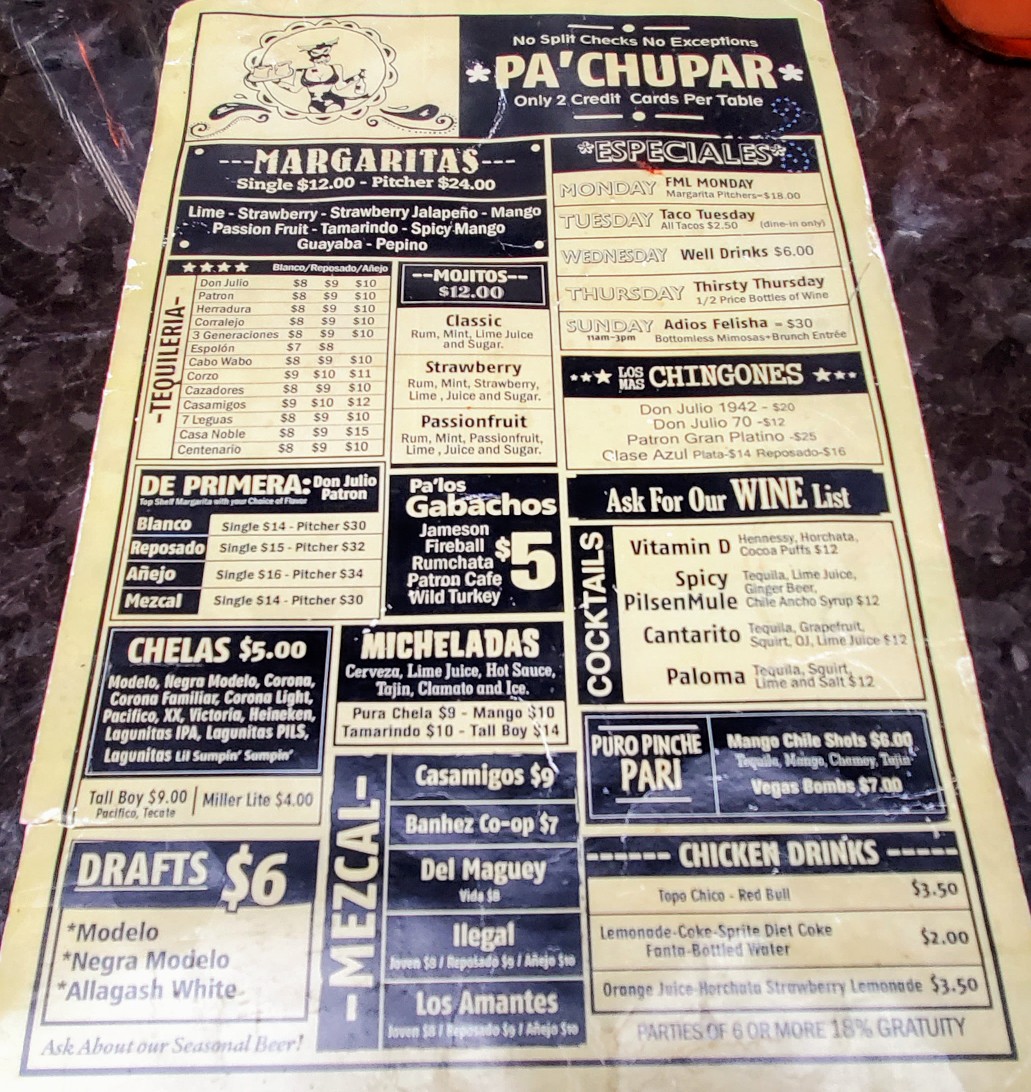 No Split Checks No Exceptions
*PA'CHUPAR*
Only 2 Credit Cards Per Table
---MARGARITAS---
Single $12.00 - Pitcher $24.00
Lime - Strawberry - Strawberry Jalapeño - Mango
Passion Fruit - Tamarindo - Spicy Mango
Guayaba - Pepino
*ESPECIALES*
MONDAY FML MONDAY
Margarita Pitchers-$18.00
TUESDAY Taco Tuesday
All Tacos $2.50 (dine-in only)
WEDNESDAY Well Drinks $6.00
THURSDAY Thirsty Thursday
1/2 Price Bottles of Wine
SUNDAY Adios Felisha - $30
11am-3pm Bottomless Mimosas+Brunch Entrée
-TEQUILERIA-
★★★★ Blanco/Reposado/Añejo
Don Julio $8 $9 $10
Patron $8 $9 $10
Herradura $8 $9 $10
Corralejo $8 $9 $10
3 Generaciones $8 $9 $10
Espolón $7 $8
Cabo Wabo $8 $9 $10
Corzo $9 $10 $11
Cazadores $8 $9 $10
Casamigos $9 $10 $12
7 Leguas $8 $9 $10
Casa Noble $8 $9 $15
Centenario $8 $9 $10
--MOJITOS--
$12.00
Classic
Rum, Mint, Lime Juice
and Sugar.
Strawberry
Rum, Mint, Strawberry,
Lime , Juice and Sugar.
Passionfruit
Rum, Mint, Passionfruit,
Lime , Juice and Sugar.
LOS MAS CHINGONES
Don Julio 1942 - $20
Don Julio 70 -$12
Patron Gran Platino -$25
Clase Azul Plata-$14 Reposado-$16
DE PRIMERA: Don Julio
Patron
Top Shelf Margarita with your Choice of Flavor
Blanco Single $14 - Pitcher $30
Reposado Single $15 - Pitcher $32
Añejo Single $16 - Pitcher $34
Mezcal Single $14 - Pitcher $30
Pa'los
Gabachos
Jameson
Fireball
Rumchata
Patron Cafe
Wild Turkey
$5
Ask For Our WINE List
COCKTAILS
Vitamin D Hennessy, Horchata,
Cocoa Puffs $12
Spicy
PilsenMule Tequila, Lime Juice,
Ginger Beer,
Chile Ancho Syrup $12
Cantarito Tequila, Grapefruit,
Squirt, OJ, Lime Juice $12
Paloma Tequila, Squirt,
Lime and Salt $12
CHELAS $5.00
Modelo, Negra Modelo, Corona,
Corona Familiar, Corona Light,
Pacifico, XX, Victoria, Heineken,
Lagunitas IPA, Lagunitas PILS,
Lagunitas Lil Sumpin' Sumpin'
Tall Boy $9.00
Pacifico, Tecate
Miller Lite $4.00
MICHELADAS
Cerveza, Lime Juice, Hot Sauce,
Tajin, Clamato and Ice.
Pura Chela $9 - Mango $10
Tamarindo $10 - Tall Boy $14
PURO PINCHE
PARI
Mango Chile Shots $6.00
Tequila, Mango, Chamoy, Tajin
Vegas Bombs $7.00
DRAFTS $6
*Modelo
*Negra Modelo
*Allagash White
Ask About our Seasonal Beer!
-MEZCAL-
Casamigos $9
Banhez Co-op $7
Del Maguey
Vida $8
Ilegal
Joven $8 / Reposado $9 / Añejo $10
Los Amantes
Joven $8 / Reposado $9 / Añejo $10
------ CHICKEN DRINKS -----
Topo Chico - Red Bull $3.50
Lemonade-Coke-Sprite Diet Coke
Fanta-Bottled Water $2.00
Orange Juice-Horchata Strawberry Lemonade $3.50
PARTIES OF 6 OR MORE 18% GRATUITY